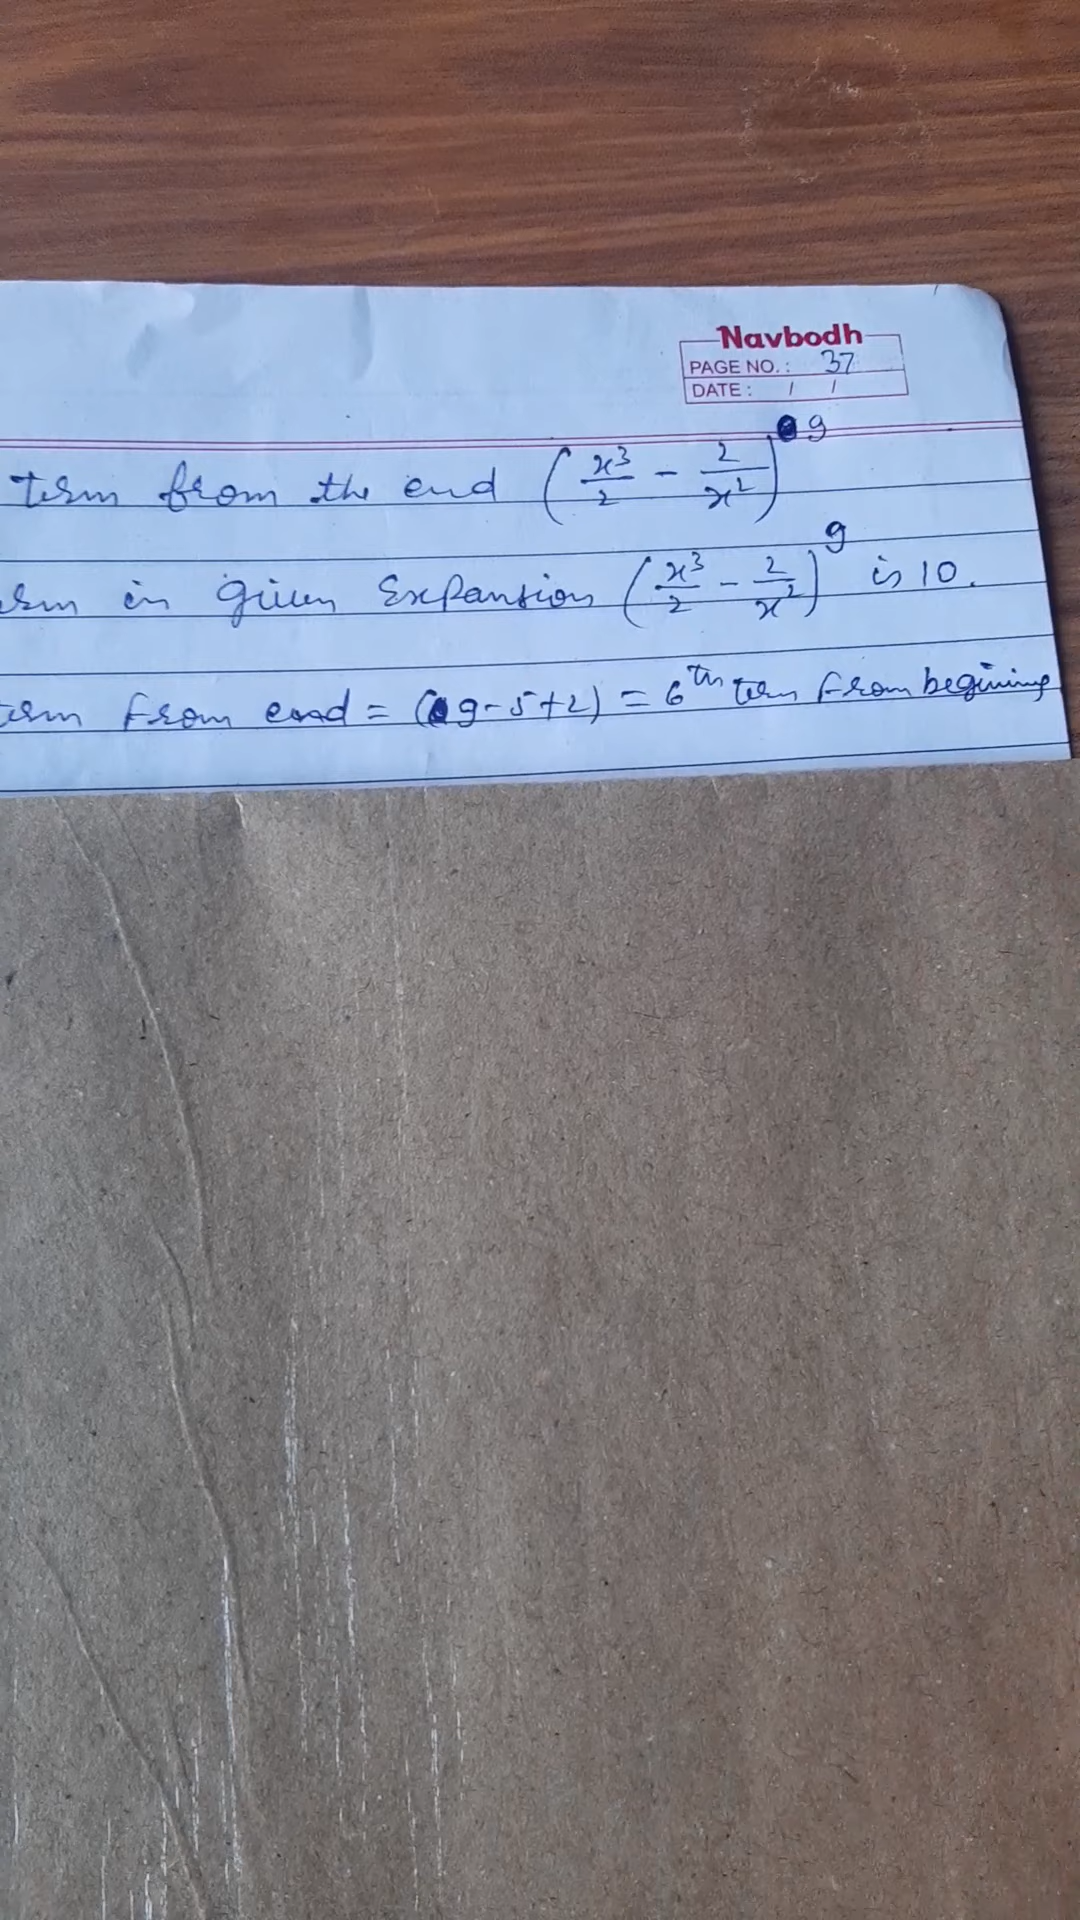 Navbodh
PAGE NO.: 37
DATE: / /
term from the end (x³/2 - 2/x²)⁹
in given Expansion (x³/2 - 2/x²)⁹ is 10.
from end = (9-5+2) = 6th term from begining